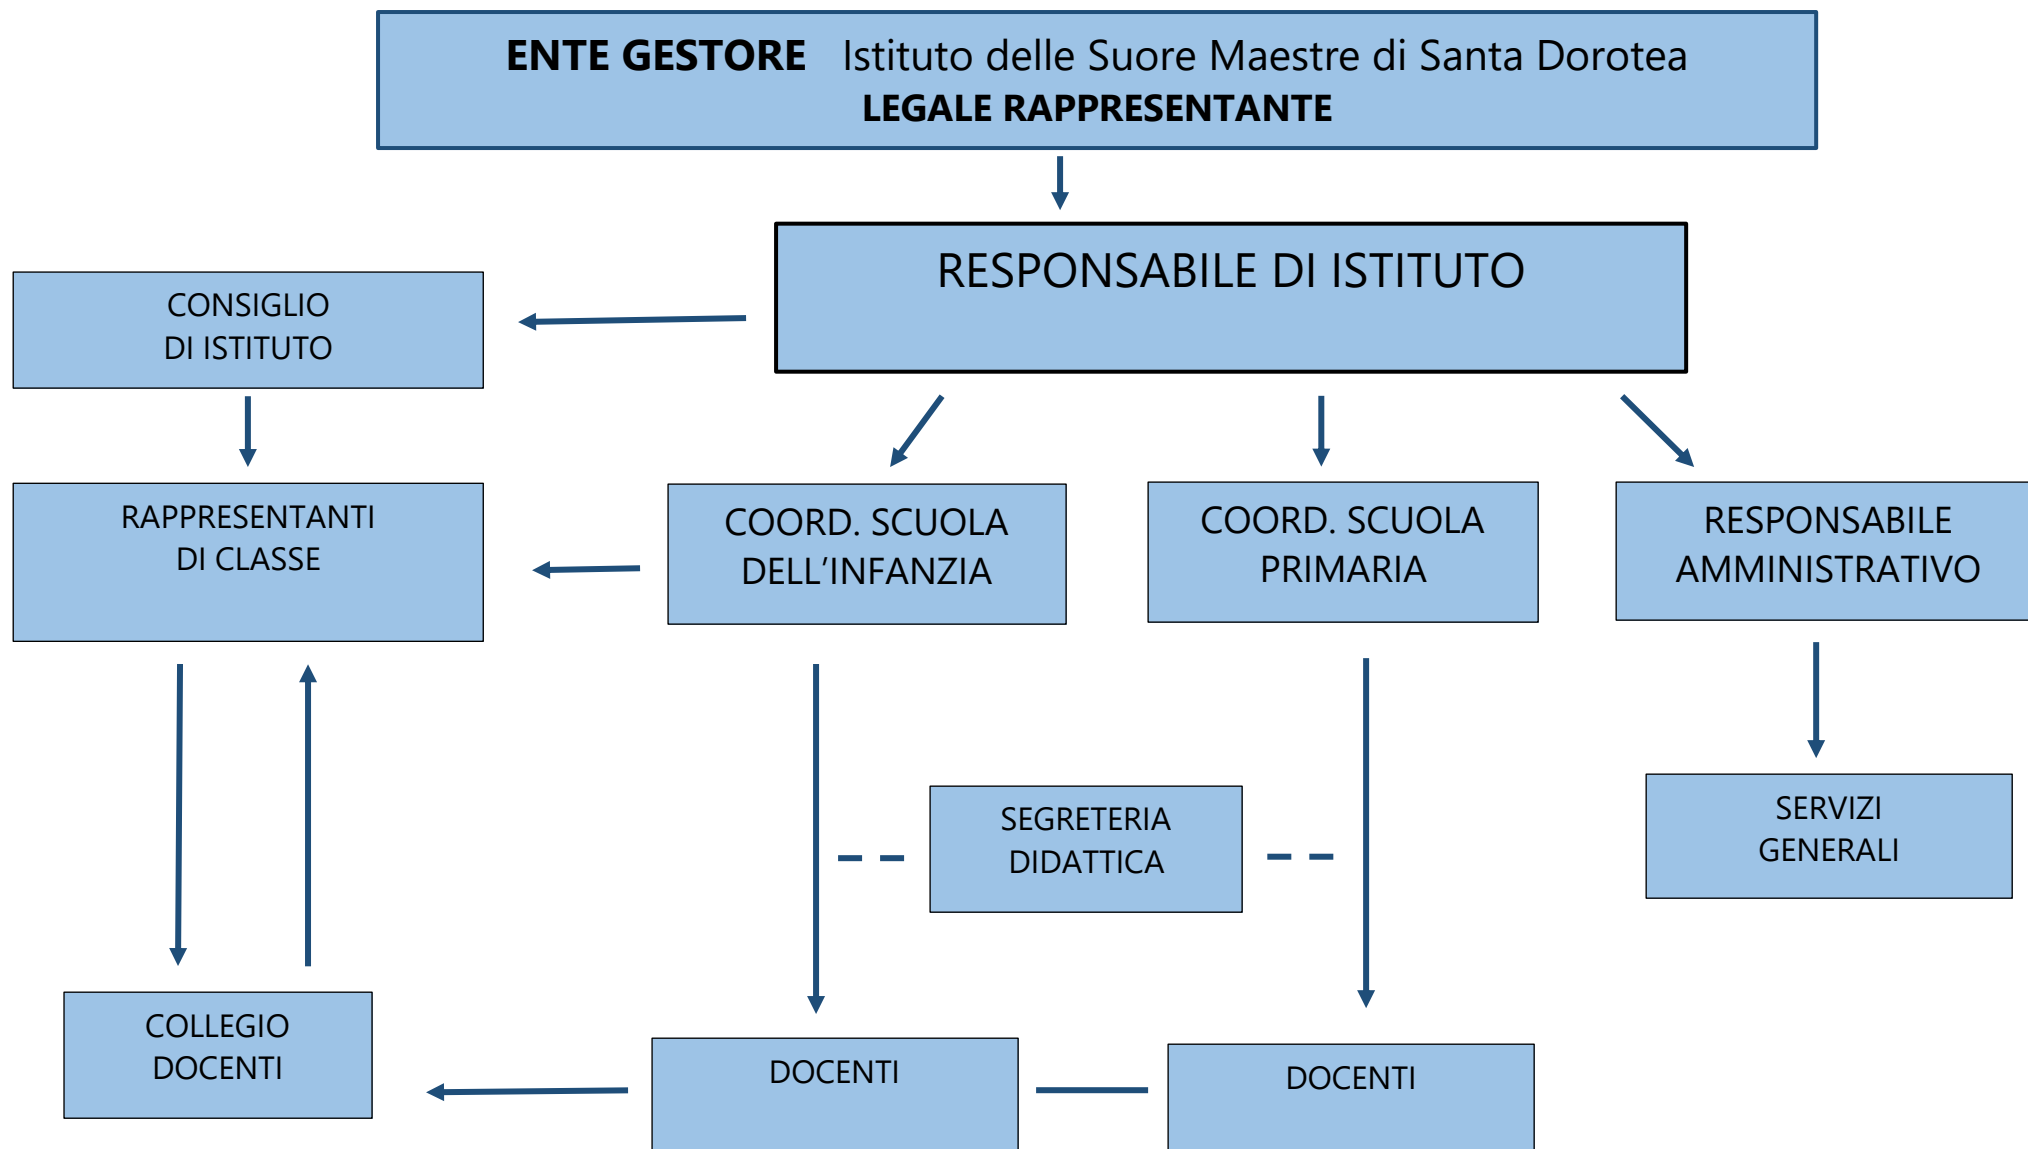 ENTE GESTORE Istituto delle Suore Maestre di Santa Dorotea
LEGALE RAPPRESENTANTE
RESPONSABILE DI ISTITUTO
CONSIGLIO
DI ISTITUTO
RAPPRESENTANTI
DI CLASSE
COORD. SCUOLA
DELL’INFANZIA
COORD. SCUOLA
PRIMARIA
RESPONSABILE
AMMINISTRATIVO
SEGRETERIA
DIDATTICA
SERVIZI
GENERALI
COLLEGIO
DOCENTI
DOCENTI
DOCENTI